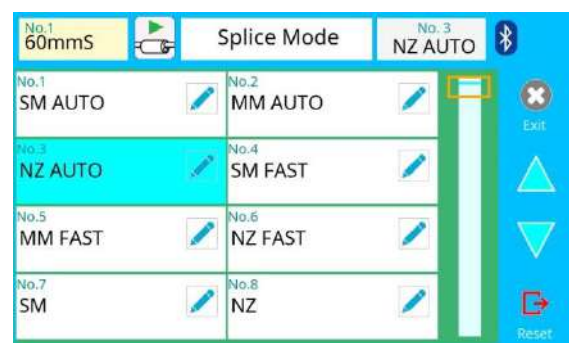 No.1
60mmS
Splice Mode
No. 3
NZ AUTO
No.1
SM AUTO
No.2
MM AUTO
Exit
No.3
NZ AUTO
No.4
SM FAST
No.5
MM FAST
No.6
NZ FAST
No.7
SM
No.8
NZ
Reset